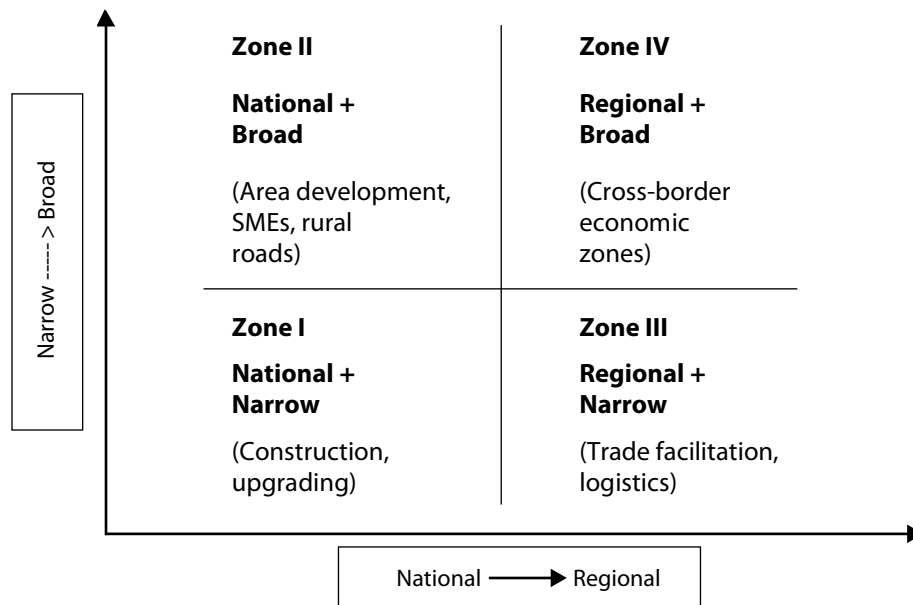 Zone II
National +
Broad
(Area development,
SMEs, rural
roads)
Zone IV
Regional +
Broad
(Cross-border
economic
zones)
Narrow ----- > Broad
Zone I
National +
Narrow
(Construction,
upgrading)
Zone III
Regional +
Narrow
(Trade facilitation,
logistics)
National Regional